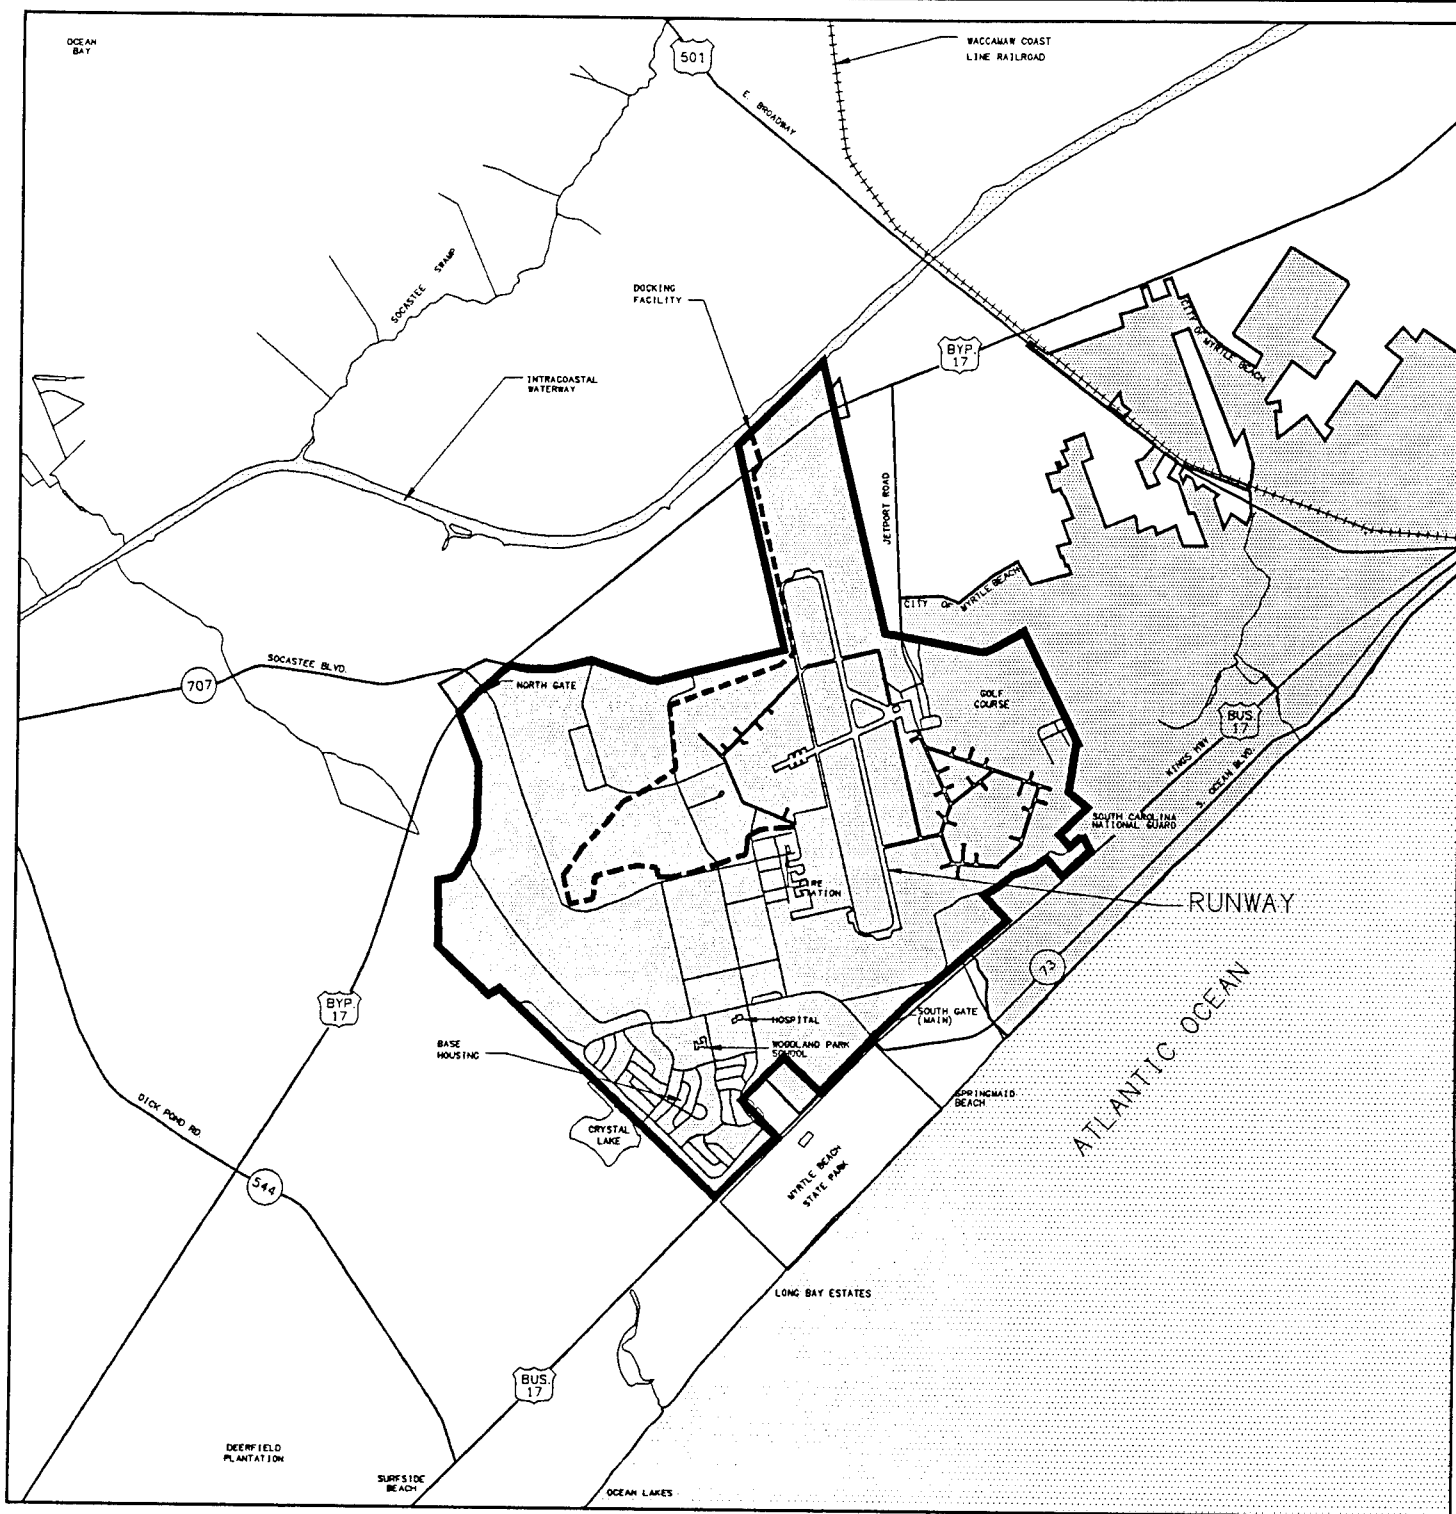 OCEAN
BAY
501
WACCAMAW COAST
LINE RAILROAD
E. BROADWAY
SOCASTEE SWAMP
DOCKING
FACILITY
CITY OF MYRTLE BEACH
BYP.
17
INTRACOASTAL
WATERWAY
JETPORT ROAD
CITY OF MYRTLE BEACH
SOCASTEE BLVD.
707
NORTH GATE
GOLF
COURSE
BUS.
17
KINGS HWY.
S. OCEAN BLVD.
SOUTH CAROLINA
NATIONAL GUARD
FIRE
STATION
RUNWAY
73
ATLANTIC OCEAN
BYP.
17
SOUTH GATE
(MAIN)
HOSPITAL
BASE
HOUSING
WOODLAND PARK
SCHOOL
SPRINGMAID
BEACH
DICK POND RD.
CRYSTAL
LAKE
544
MYRTLE BEACH
STATE PARK
LONG BAY ESTATES
BUS.
17
DEERFIELD
PLANTATION
SURFSIDE
BEACH
OCEAN LAKES